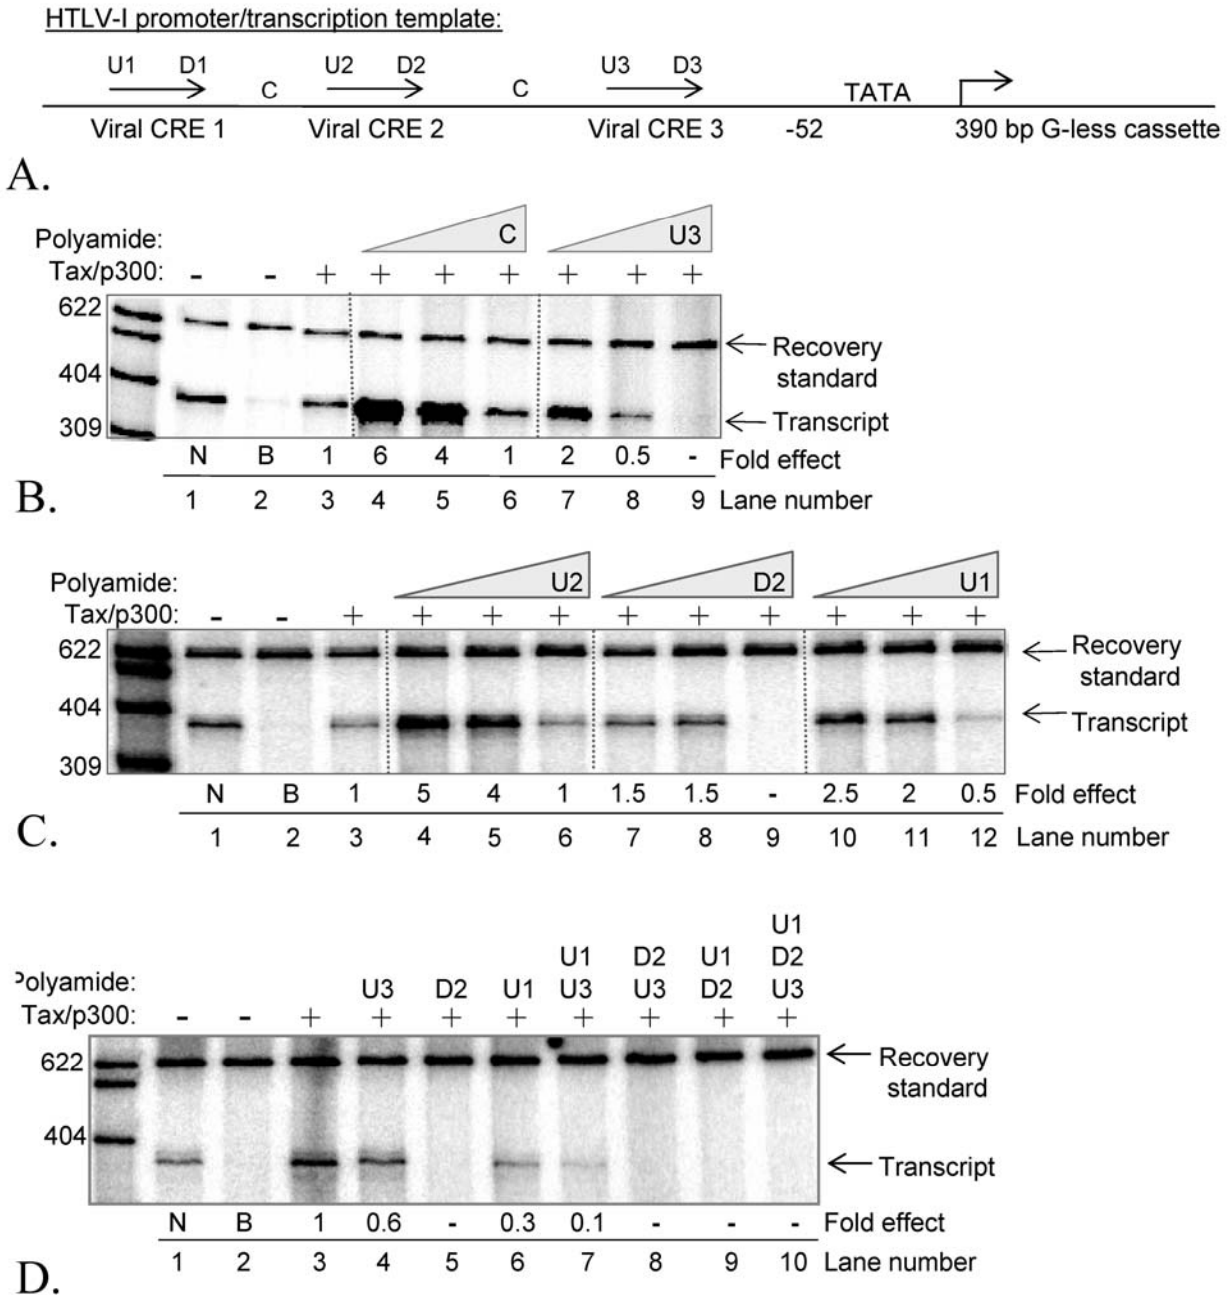 HTLV-I promoter/transcription template:
U1 D1 C U2 D2 C U3 D3 TATA
Viral CRE 1 Viral CRE 2 Viral CRE 3 -52 390 bp G-less cassette
A.
Polyamide: C U3
Tax/p300: - - + + + + + + +
622
Recovery
standard
404
309
Transcript
N B 1 6 4 1 2 0.5 - Fold effect
B.
1 2 3 4 5 6 7 8 9 Lane number
Polyamide: U2 D2 U1
Tax/p300: - - + + + + + + + + + +
622
Recovery
standard
404
Transcript
309
N B 1 5 4 1 1.5 1.5 - 2.5 2 0.5 Fold effect
C.
1 2 3 4 5 6 7 8 9 10 11 12 Lane number
U1
U1 D2 U1 D2
Polyamide: U3 D2 U1 U3 U3 D2 U3
Tax/p300: - - + + + + + + + +
622
Recovery
standard
404
Transcript
N B 1 0.6 - 0.3 0.1 - - - Fold effect
D.
1 2 3 4 5 6 7 8 9 10 Lane number